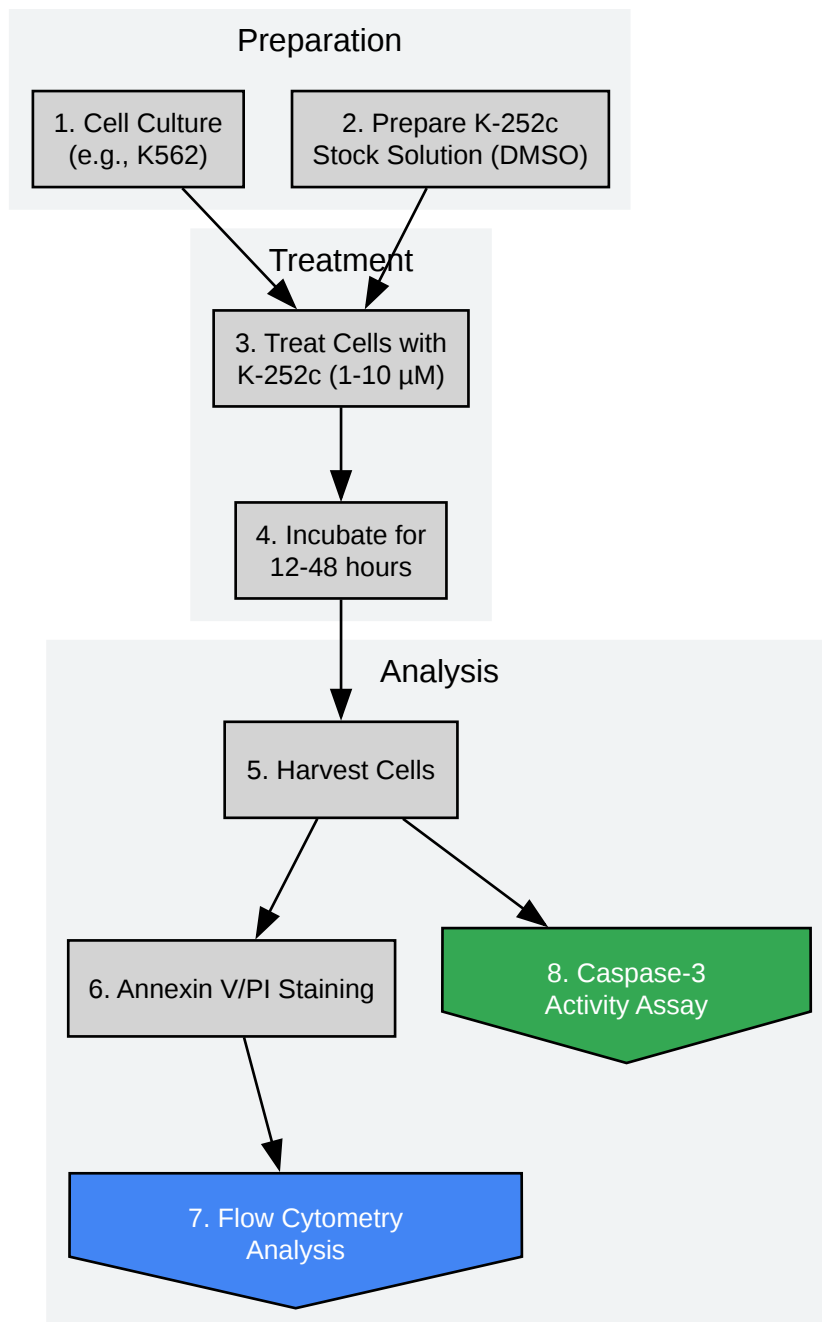 Preparation
1. Cell Culture
(e.g., K562)
2. Prepare K-252c
Stock Solution (DMSO)
Treatment
3. Treat Cells with
K-252c (1-10 µM)
4. Incubate for
12-48 hours
Analysis
5. Harvest Cells
6. Annexin V/PI Staining
8. Caspase-3
Activity Assay
7. Flow Cytometry
Analysis